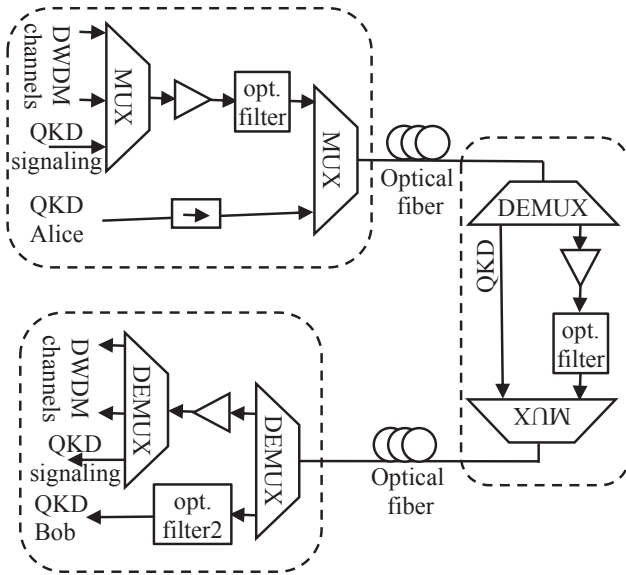 DWDM
channels
MUX
QKD
signaling
opt.
filter
MUX
QKD
Alice
Optical
fiber
DEMUX
QKD
opt.
filter
MUX
Optical
fiber
DWDM
channels
DEMUX
DEMUX
QKD
signaling
QKD
Bob
opt.
filter2